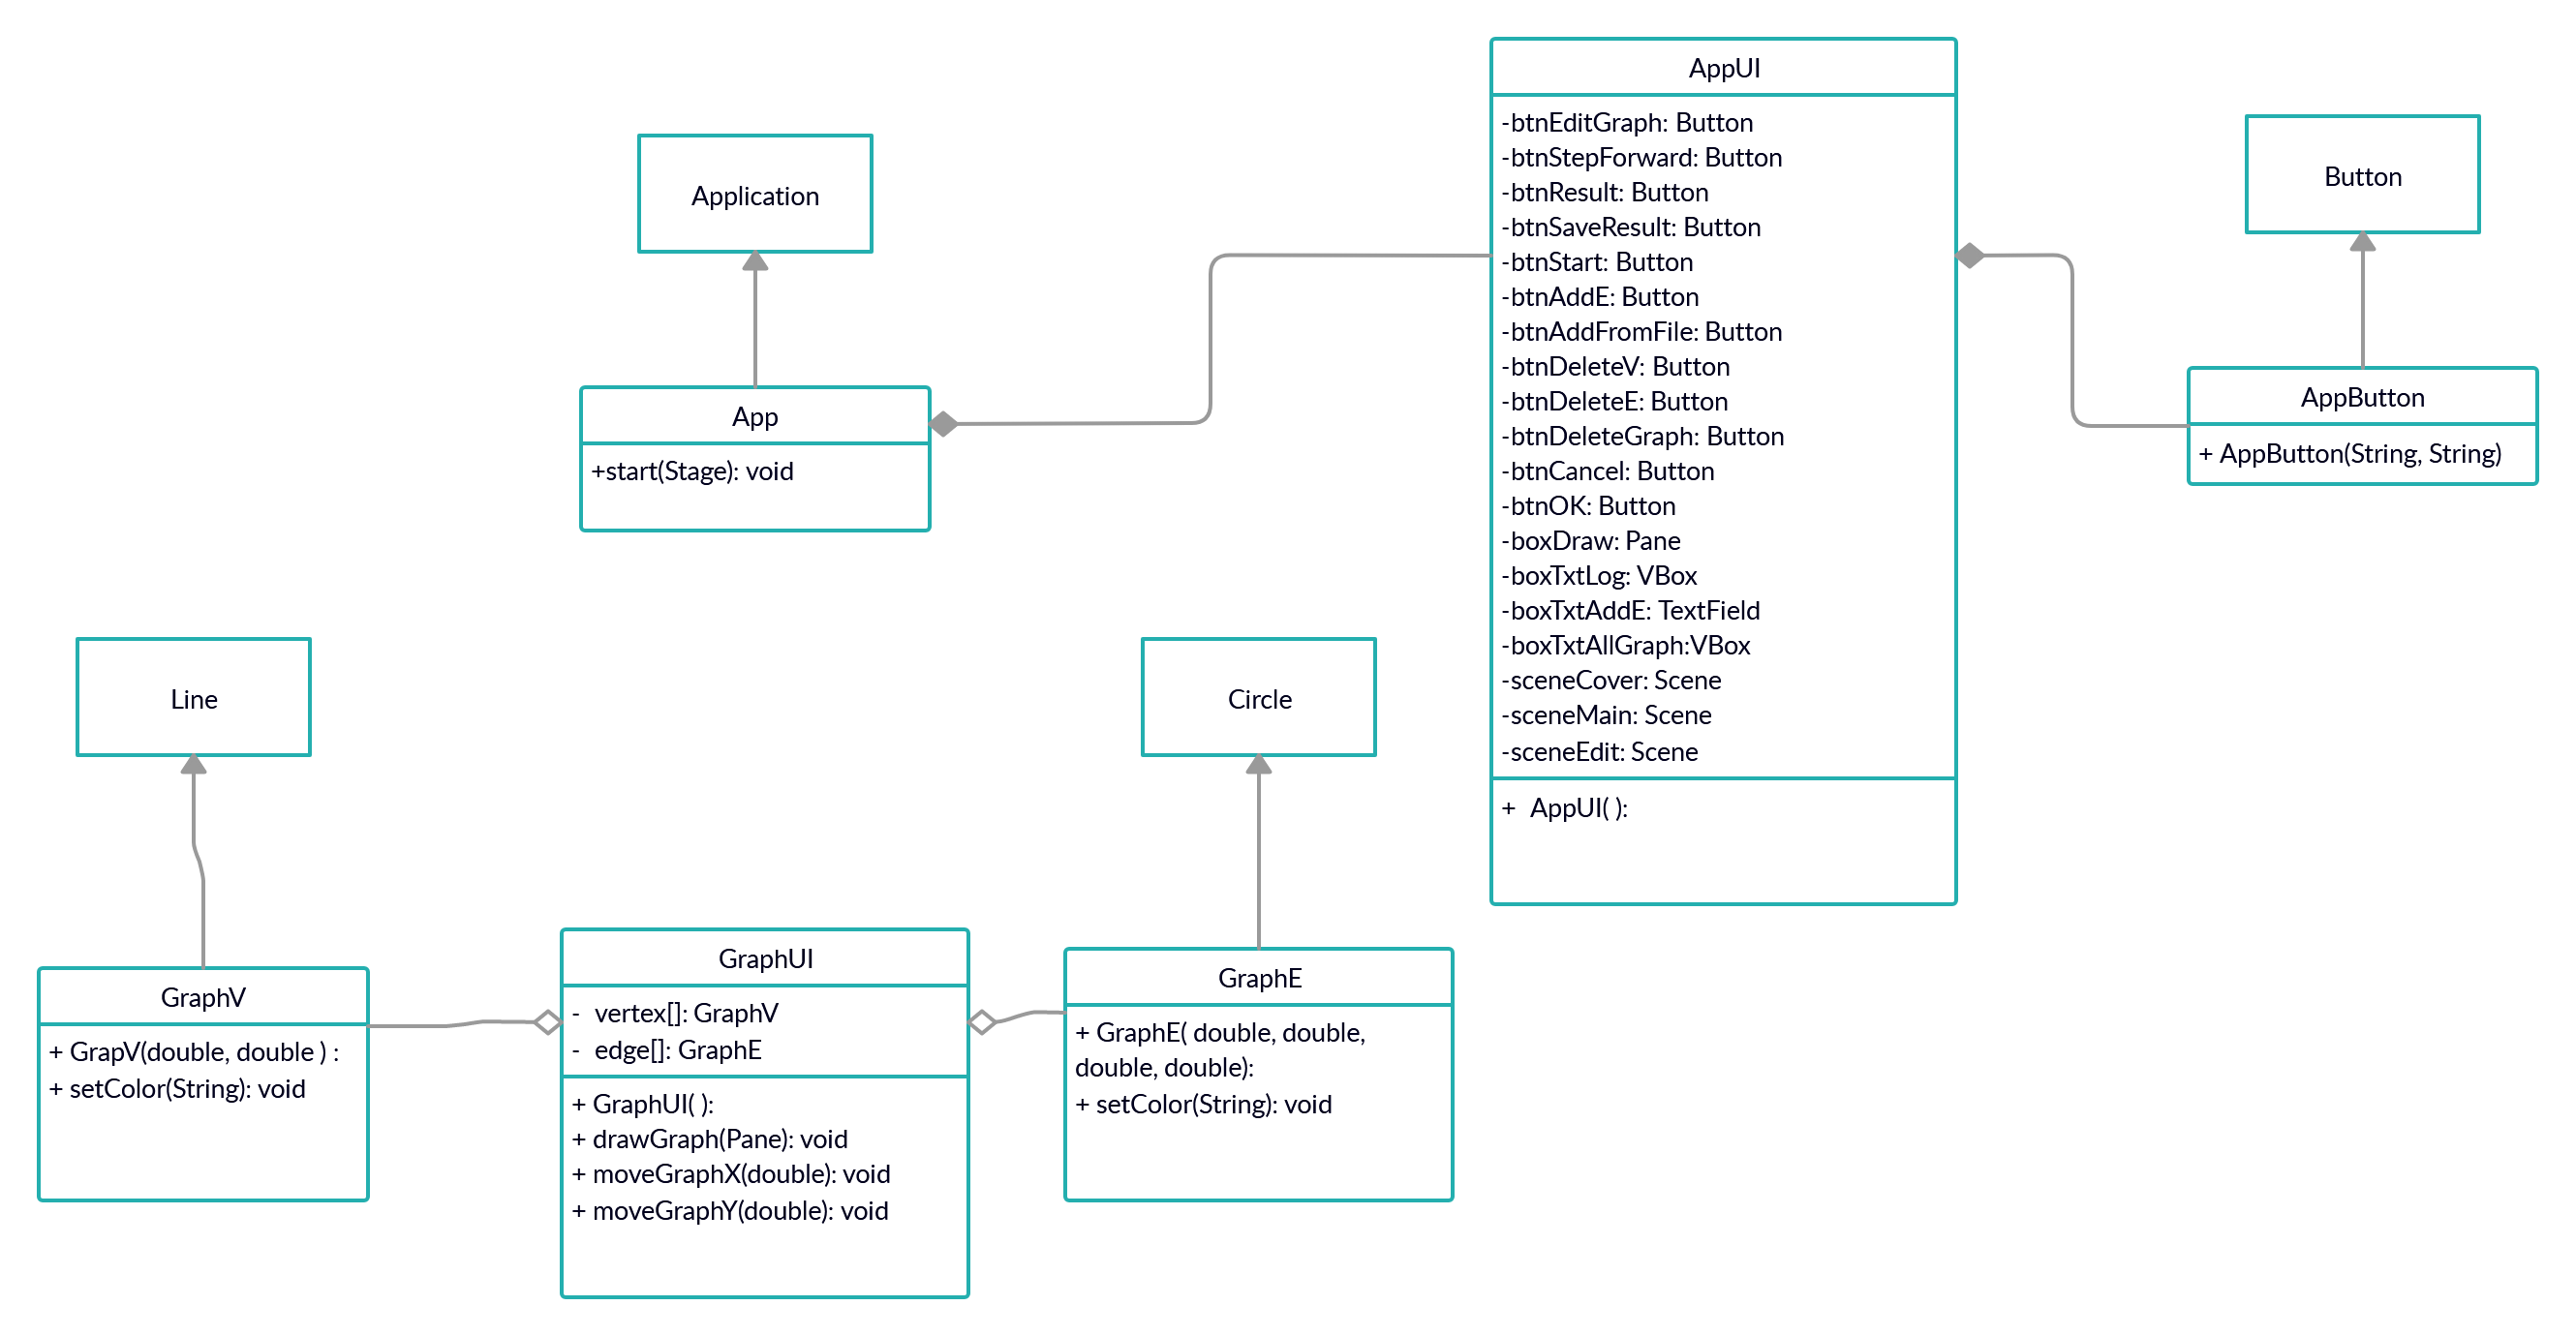 Application
App
+start(Stage): void
AppUI
-btnEditGraph: Button
-btnStepForward: Button
-btnResult: Button
-btnSaveResult: Button
-btnStart: Button
-btnAddE: Button
-btnAddFromFile: Button
-btnDeleteV: Button
-btnDeleteE: Button
-btnDeleteGraph: Button
-btnCancel: Button
-btnOK: Button
-boxDraw: Pane
-boxTxtLog: VBox
-boxTxtAddE: TextField
-boxTxtAllGraph:VBox
-sceneCover: Scene
-sceneMain: Scene
-sceneEdit: Scene
+ AppUI( ):
Button
AppButton
+ AppButton(String, String)
Line
GraphV
+ GrapV(double, double ) :
+ setColor(String): void
GraphUI
- vertex[]: GraphV
- edge[]: GraphE
+ GraphUI( ):
+ drawGraph(Pane): void
+ moveGraphX(double): void
+ moveGraphY(double): void
Circle
GraphE
+ GraphE( double, double,
double, double):
+ setColor(String): void